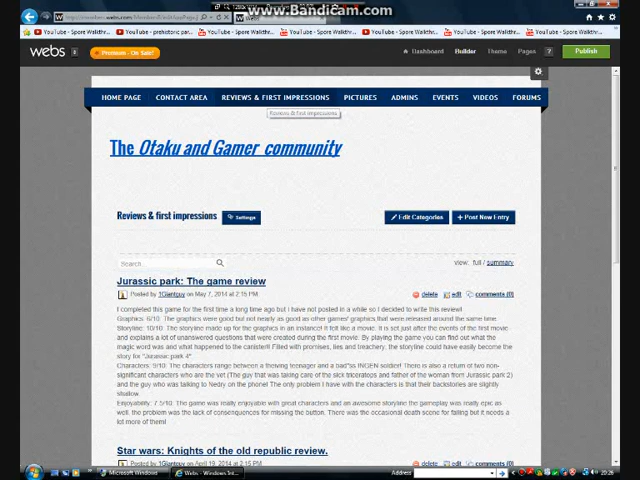 www.Bandicam.com
YouTube - Spore Walkthr...
YouTube - prehistoric par...
YouTube - Spore Walkthr...
YouTube - Spore Walkthr...
YouTube - Spore Walkthr...
YouTube - Spore Walkthr...
webs
Premium - On Sale!
Dashboard
Builder
Theme
Pages
?
Publish
HOME PAGE
CONTACT AREA
REVIEWS & FIRST IMPRESSIONS
PICTURES
ADMINS
EVENTS
VIDEOS
FORUMS
Reviews & first impressions
The Otaku and Gamer community
Reviews & first impressions
Settings
Edit Categories
+ Post New Entry
Search
view: full / summary
Jurassic park: The game review
Posted by 1Giantguy on May 7, 2014 at 2:15 PM
delete
edit
comments (0)
I completed this game for the first time a long time ago but i have not posted in a while so i decided to write this review!
Graphics: 6/10. The graphics were good but not nearly as good as other games' graphics that were released around the same time.
Storyline: 10/10. The storyline made up for the graphics in an instance! It felt like a movie. It is set just after the events of the first movie
and explains a lot of unanswered questions that were created during the first movie. By playing the game you can find out what the
magic word was and what happened to the canister!! Filled with promises, lies and treachery, the storyline could have easily become the
story for "Jurassic park 4".
Characters: 9/10. The characters range between a thieving teenager and a bad*ss INGEN soldier! There is also a return of two non-
significant characters who are the vet (The guy that was taking care of the sick triceratops and father of the woman from Jurassic park 2)
and the guy who was talking to Nedry on the phone! The only problem I have with the characters is that their backstories are slightly
shallow.
Enjoyability: 7.5/10. The game was really enjoyable with great characters and an awesome storyline the gameplay was really epic as
well, the problem was the lack of consequences for missing the button. There was the occasional death scene for failing but it needs a
lot more of them!
Star wars: Knights of the old republic review.
Posted by 1Giantguy on April 19, 2014 at 2:15 PM
delete
edit
comments (0)
Microsoft Windows
Webs - Windows Int...
Address
20:26